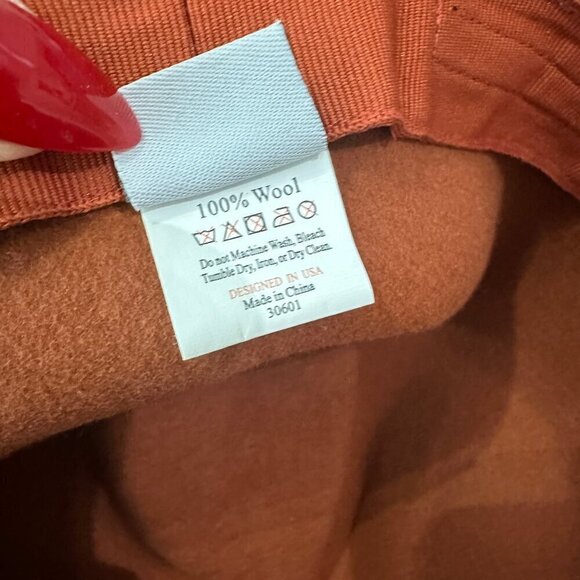 100% Wool
Do not Machine Wash, Bleach
Tumble Dry, Iron, or Dry Clean.
DESIGNED IN USA
Made in China
30601